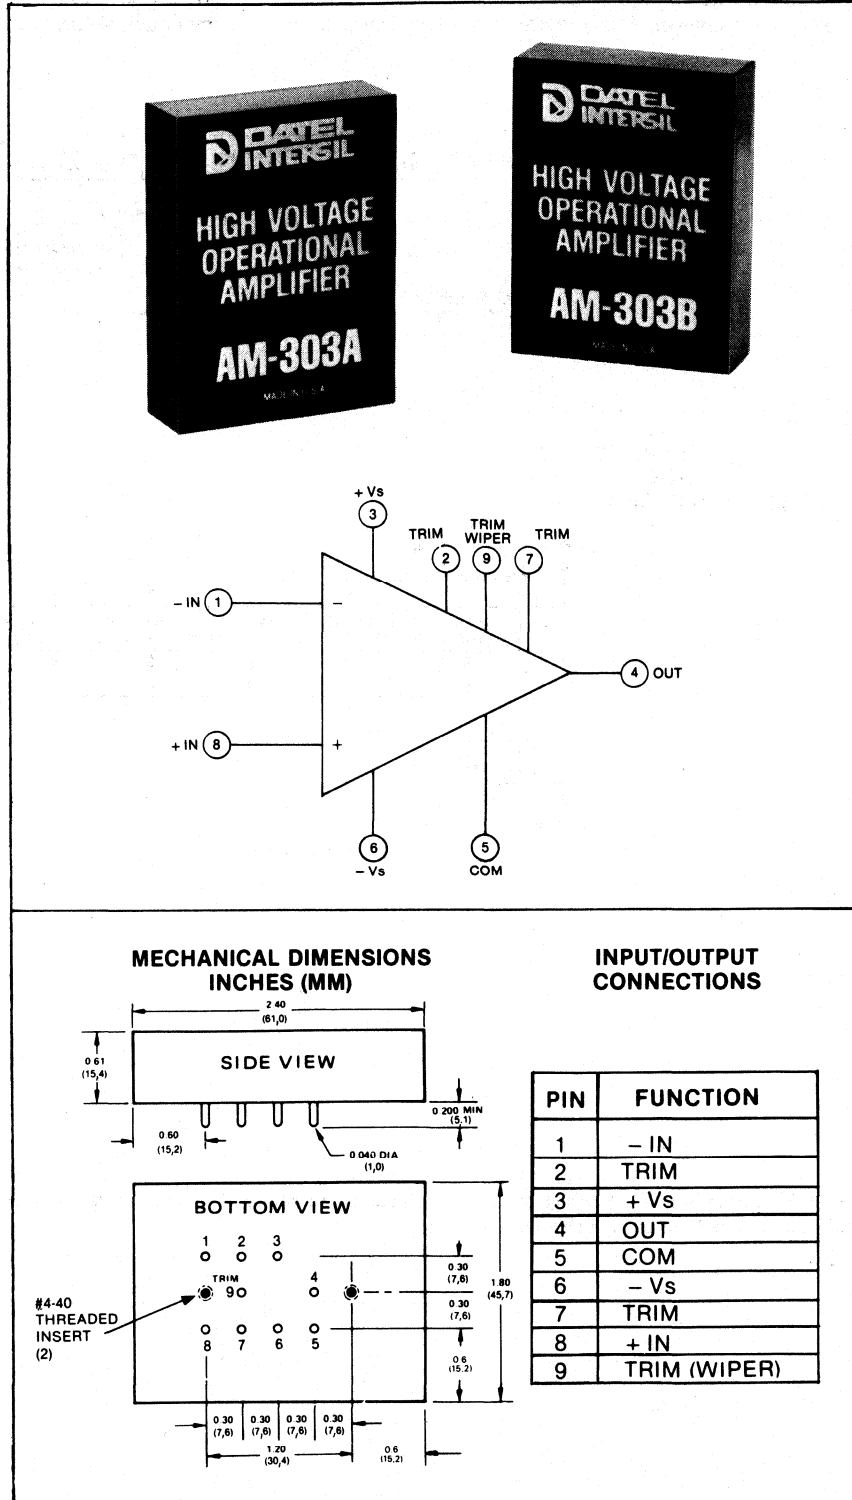 DATEL
INTERSIL
HIGH VOLTAGE
OPERATIONAL
AMPLIFIER
AM-303A
MADE IN U.S.A.
DATEL
INTERSIL
HIGH VOLTAGE
OPERATIONAL
AMPLIFIER
AM-303B
MADE IN U.S.A.
+ Vs
3
TRIM
2
TRIM
WIPER
9
TRIM
7
- IN 1
-
4 OUT
+ IN 8
+
6
- Vs
5
COM
MECHANICAL DIMENSIONS
INCHES (MM)
2.40
(61,0)
0.61
(15,4)
SIDE VIEW
0.200 MIN
(5,1)
0.60
(15,2)
0.040 DIA
(1,0)
BOTTOM VIEW
1 2 3
TRIM
9
4
8 7 6 5
#4-40
THREADED
INSERT
(2)
0.30
(7,6)
0.30
(7,6)
1.80
(45,7)
0.6
(15,2)
0.30 0.30 0.30 0.30
(7,6) (7,6) (7,6) (7,6)
1.20
(30,4)
0.6
(15,2)
INPUT/OUTPUT
CONNECTIONS
PIN FUNCTION
1 - IN
2 TRIM
3 + Vs
4 OUT
5 COM
6 - Vs
7 TRIM
8 + IN
9 TRIM (WIPER)